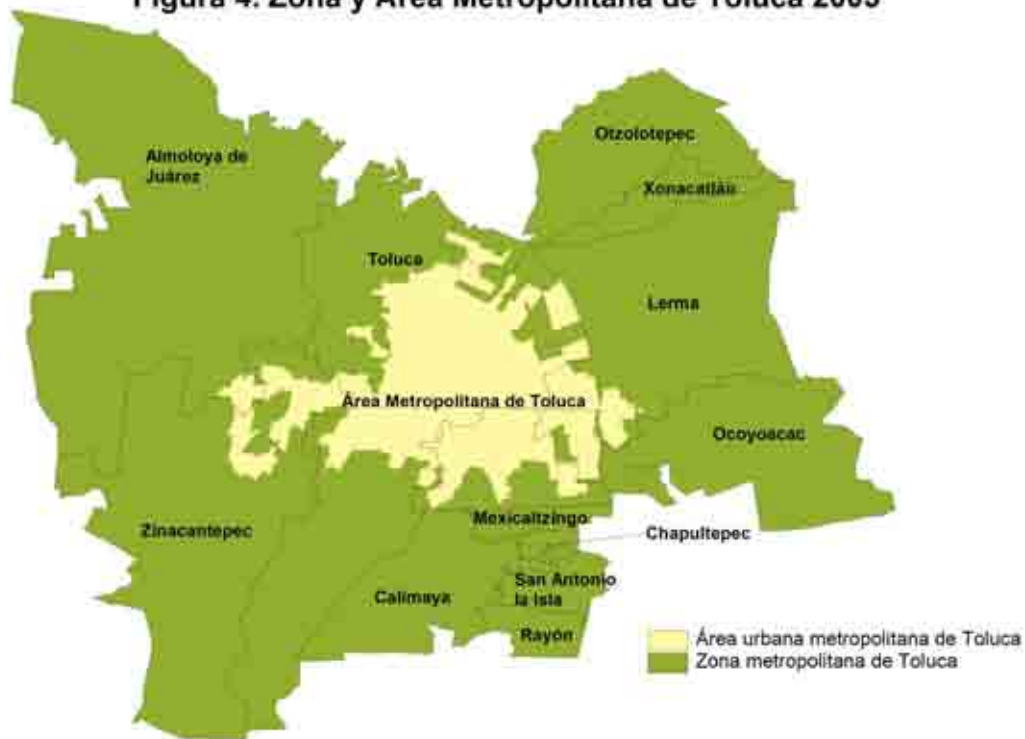 Figura 4. Zona y Área Metropolitana de Toluca 2005
Otzolotepec
Almoloya de
Juárez
Xonacatlán
Toluca
Lerma
Área Metropolitana de Toluca
Ocoyoacac
Mexicaltzingo
Zinacantepec
Chapultepec
San Antonio
la Isla
Calimaya
Rayón
Área urbana metropolitana de Toluca
Zona metropolitana de Toluca